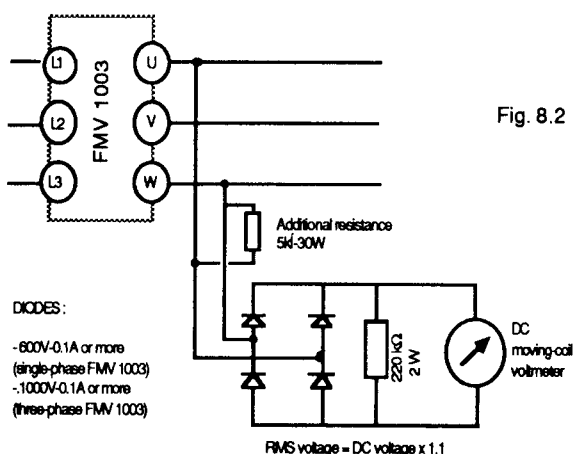 L1
U
L2
FMV 1003
V
L3
W
Fig. 8.2
Additional resistance
5kΩ-30W
DIODES :
-600V-0.1A or more
(single-phase FMV 1003)
-.1000V-0.1A or more
(three-phase FMV 1003)
220 kΩ
2 W
DC
moving-coil
voltmeter
RMS voltage = DC voltage x 1.1